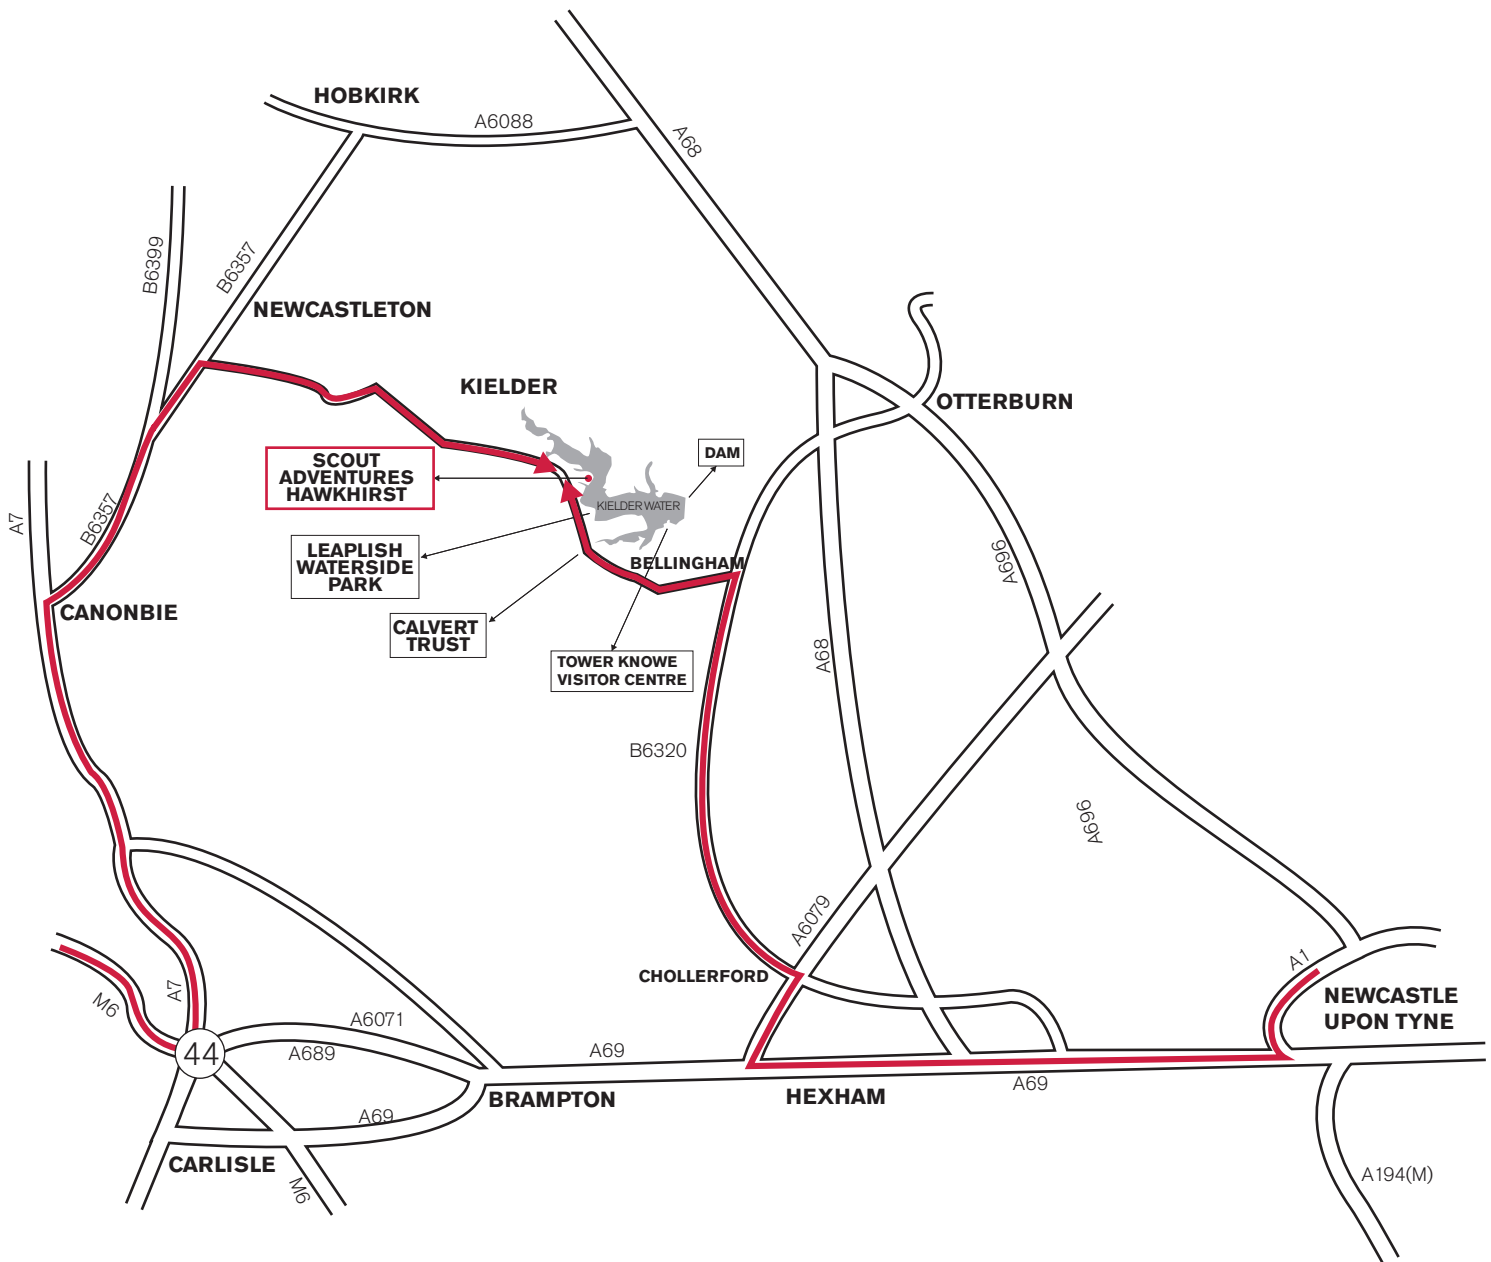 HOBKIRK
A6088
A68
B6399
B6357
NEWCASTLETON
KIELDER
OTTERBURN
DAM
SCOUT
ADVENTURES
HAWKHIRST
KIELDER WATER
A7
B6357
LEAPLISH
WATERSIDE
PARK
BELLINGHAM
A696
CANONBIE
CALVERT
TRUST
TOWER KNOWE
VISITOR CENTRE
A68
B6320
A696
A6079
CHOLLERFORD
A1
NEWCASTLE
UPON TYNE
M6
A7
A6071
A689
44
A69
A69
BRAMPTON
HEXHAM
A69
CARLISLE
M6
A194(M)